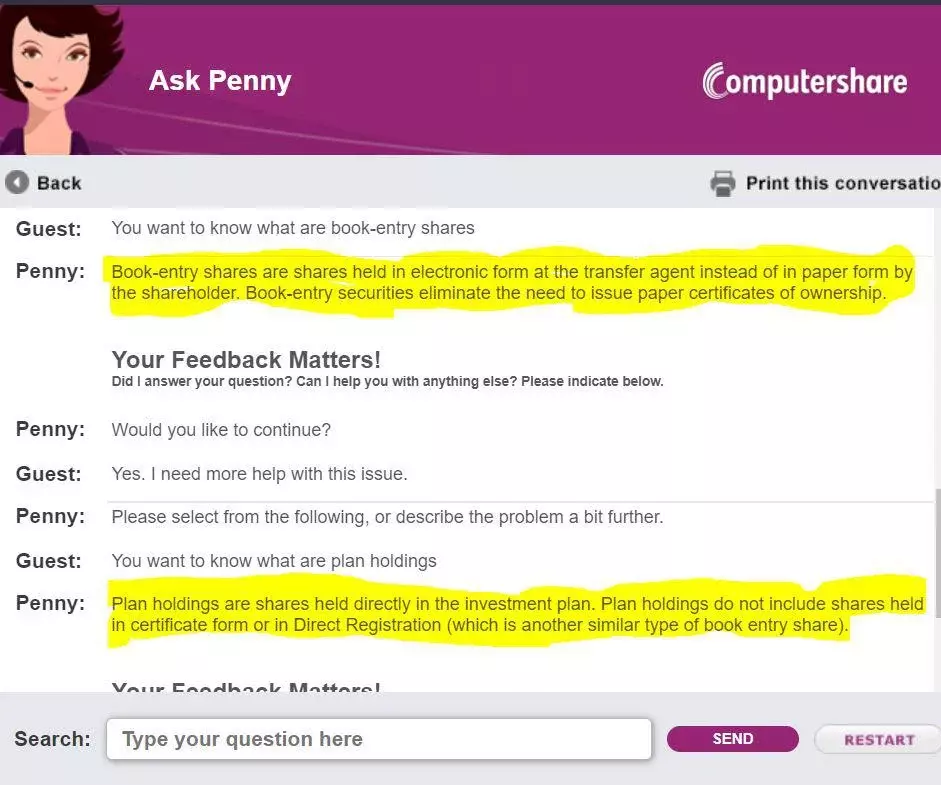 Ask Penny
Computershare
Back
Print this conversatio
Guest: You want to know what are book-entry shares
Penny: Book-entry shares are shares held in electronic form at the transfer agent instead of in paper form by
the shareholder. Book-entry securities eliminate the need to issue paper certificates of ownership.
Your Feedback Matters!
Did I answer your question? Can I help you with anything else? Please indicate below.
Penny: Would you like to continue?
Guest: Yes. I need more help with this issue.
Penny: Please select from the following, or describe the problem a bit further.
Guest: You want to know what are plan holdings
Penny: Plan holdings are shares held directly in the investment plan. Plan holdings do not include shares held
in certificate form or in Direct Registration (which is another similar type of book entry share).
Your Feedback Matters!
Search: Type your question here SEND RESTART